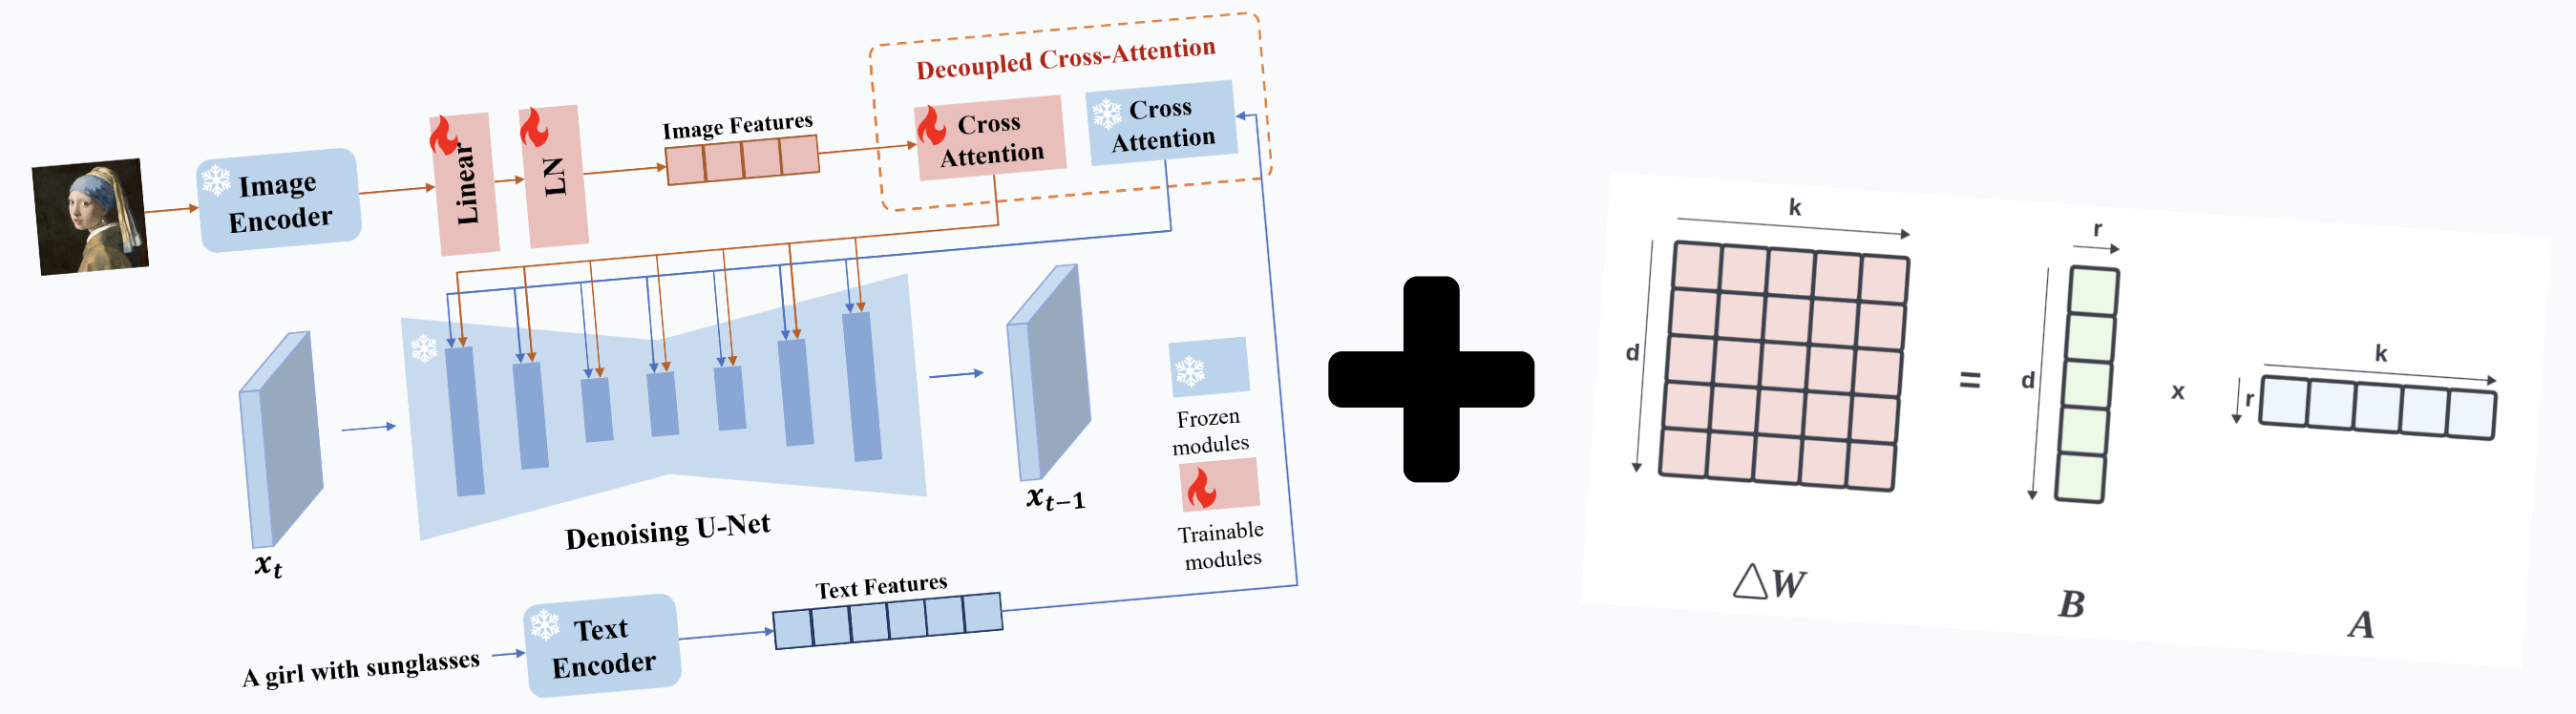 Decoupled Cross-Attention
Cross
Attention
Cross
Attention
Image Features
Linear
LN
Image
Encoder
x_t
Denoising U-Net
x_{t-1}
Frozen
modules
Trainable
modules
Text Features
Text
Encoder
A girl with sunglasses
k
d
=
r
d
x
k
r
△W
B
A